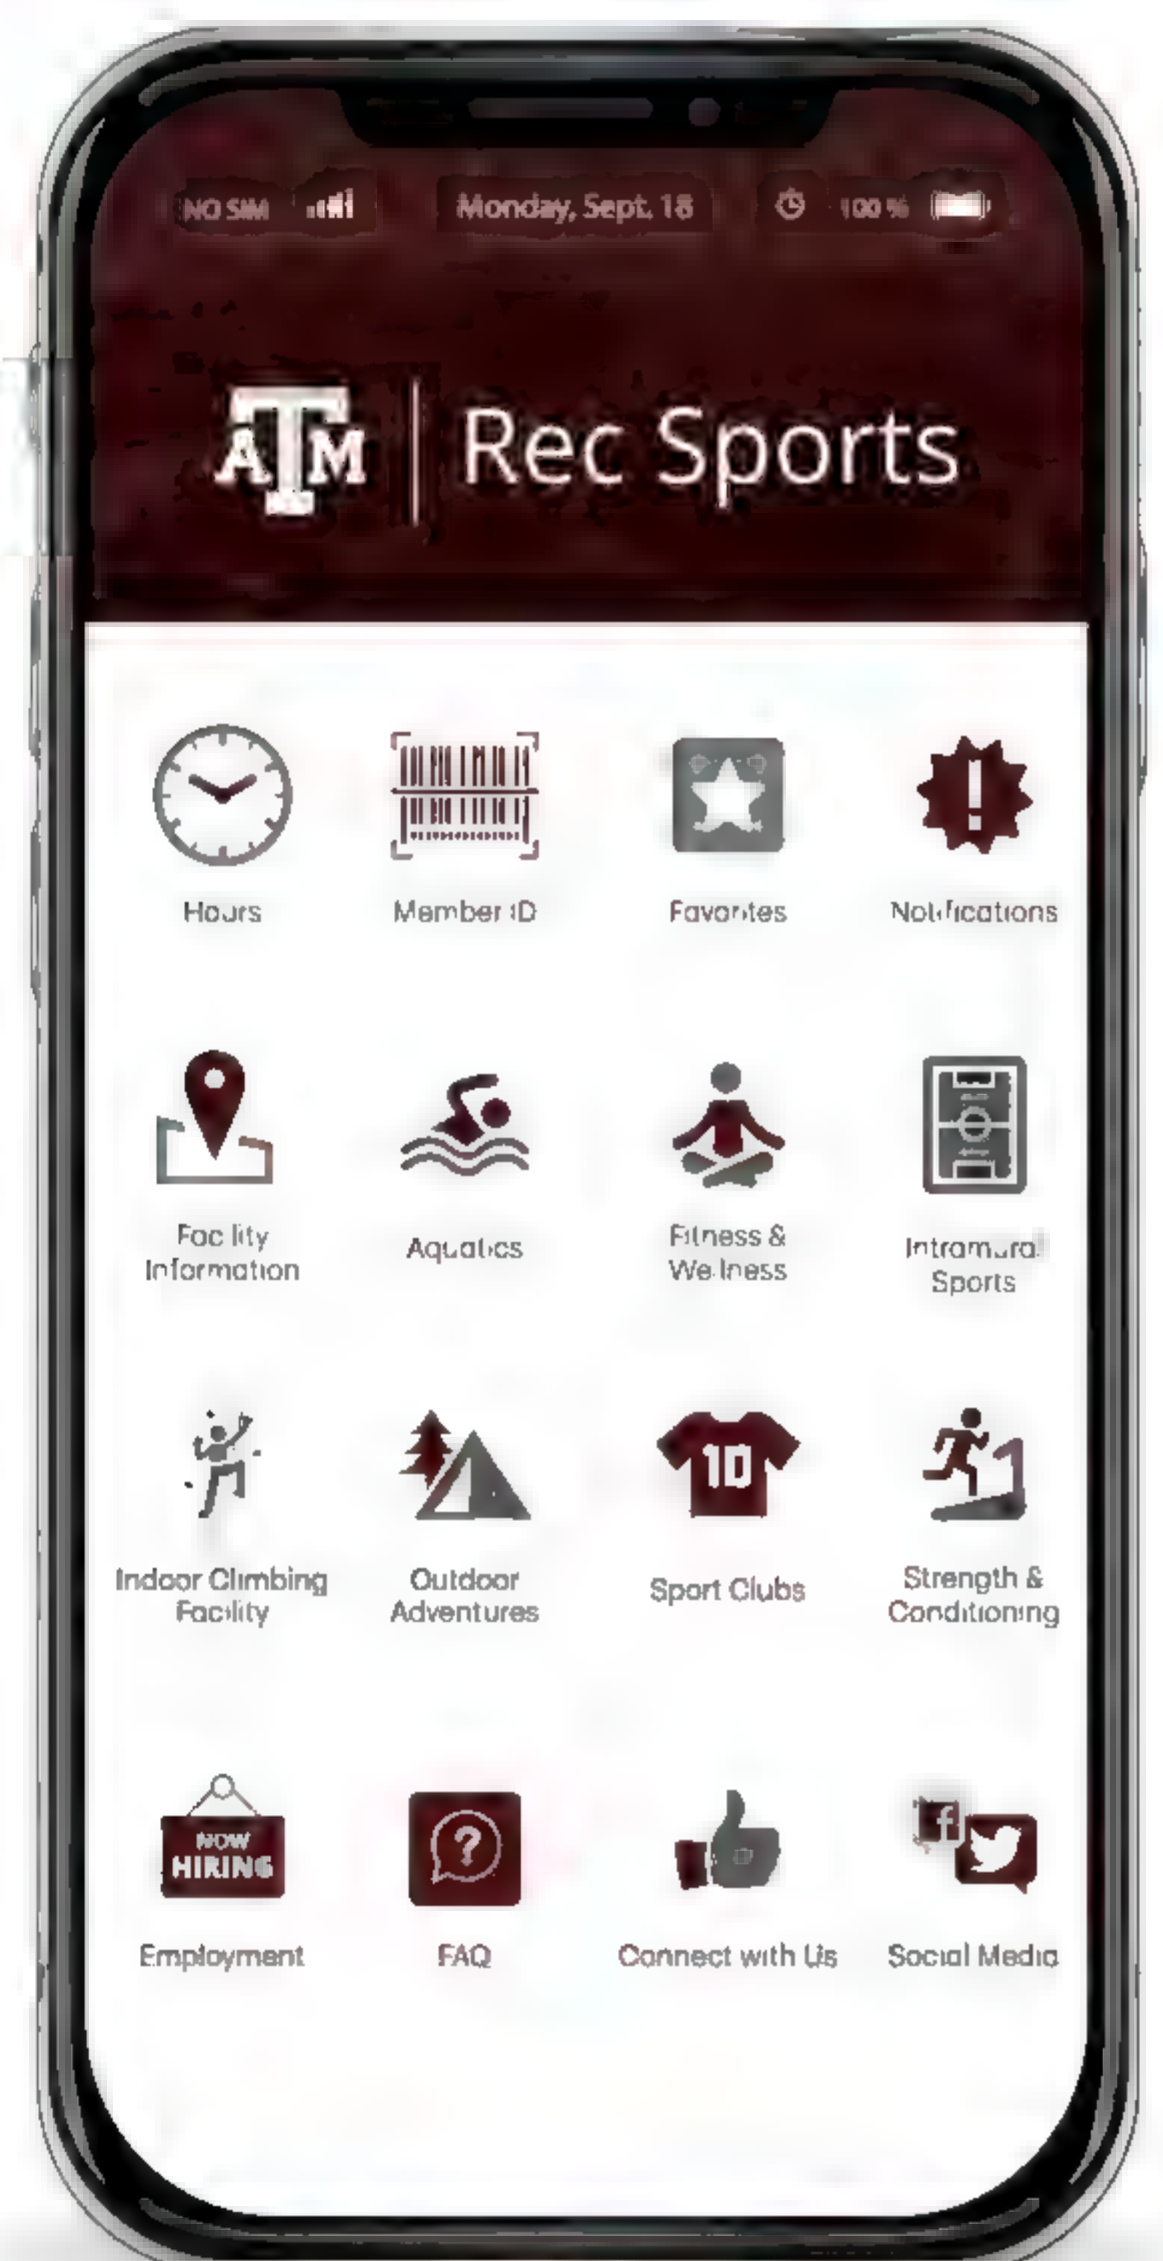 NO SIM
Monday, Sept. 18
100 %
ATM | Rec Sports
Hours
Member ID
Favorites
Notifications
Facility
Information
Aquatics
Fitness &
Wellness
Intramural
Sports
Indoor Climbing
Facility
Outdoor
Adventures
10
Sport Clubs
Strength &
Conditioning
NOW
HIRING
Employment
?
FAQ
Connect with Us
f
Social Media